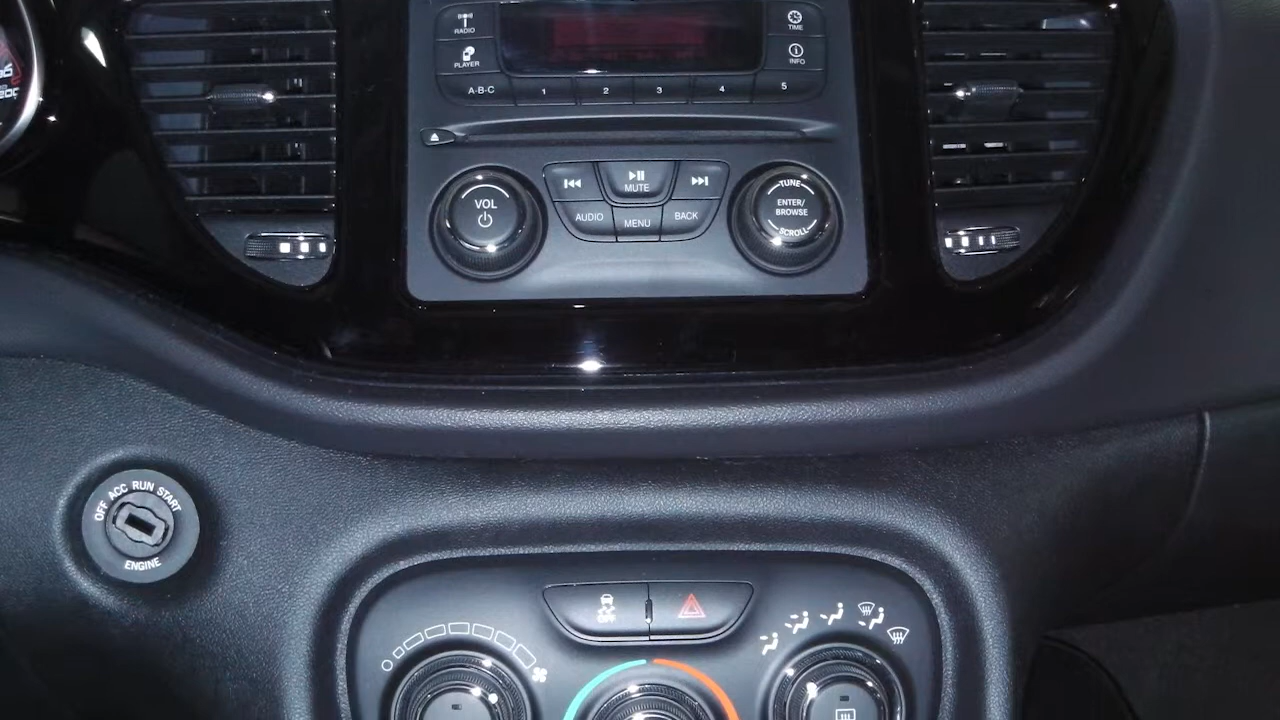 RADIO
TIME
PLAYER
INFO
A-B-C 1 2 3 4 5
MUTE
AUDIO MENU BACK
VOL
TUNE
ENTER/
BROWSE
SCROLL
OFF ACC RUN START
ENGINE
OFF